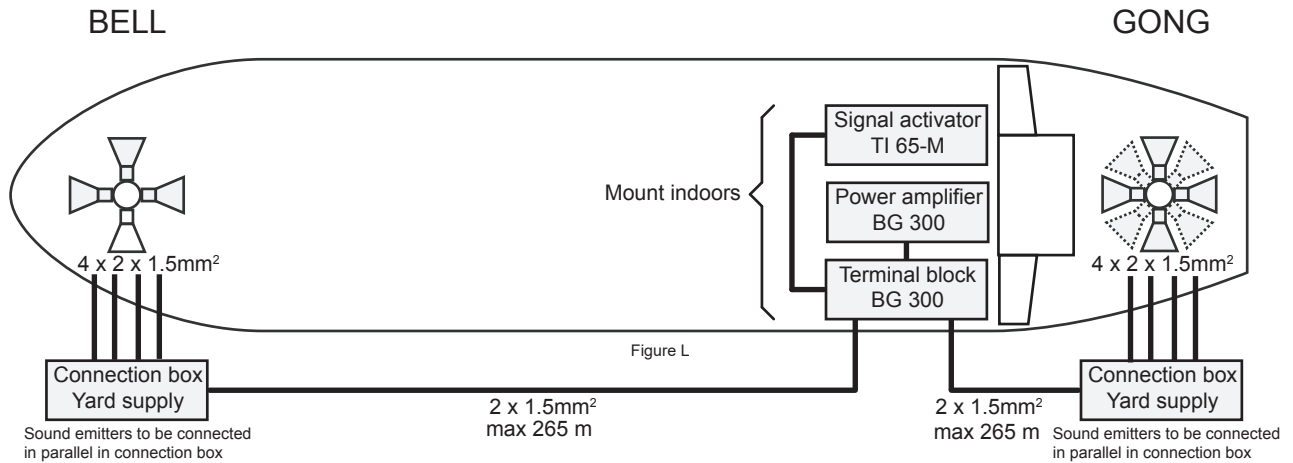 BELL
GONG
Signal activator
TI 65-M
Mount indoors
Power amplifier
BG 300
Terminal block
BG 300
4 x 2 x 1.5mm²
4 x 2 x 1.5mm²
Figure L
Connection box
Yard supply
2 x 1.5mm²
max 265 m
2 x 1.5mm²
max 265 m
Connection box
Yard supply
Sound emitters to be connected
in parallel in connection box
Sound emitters to be connected
in parallel in connection box